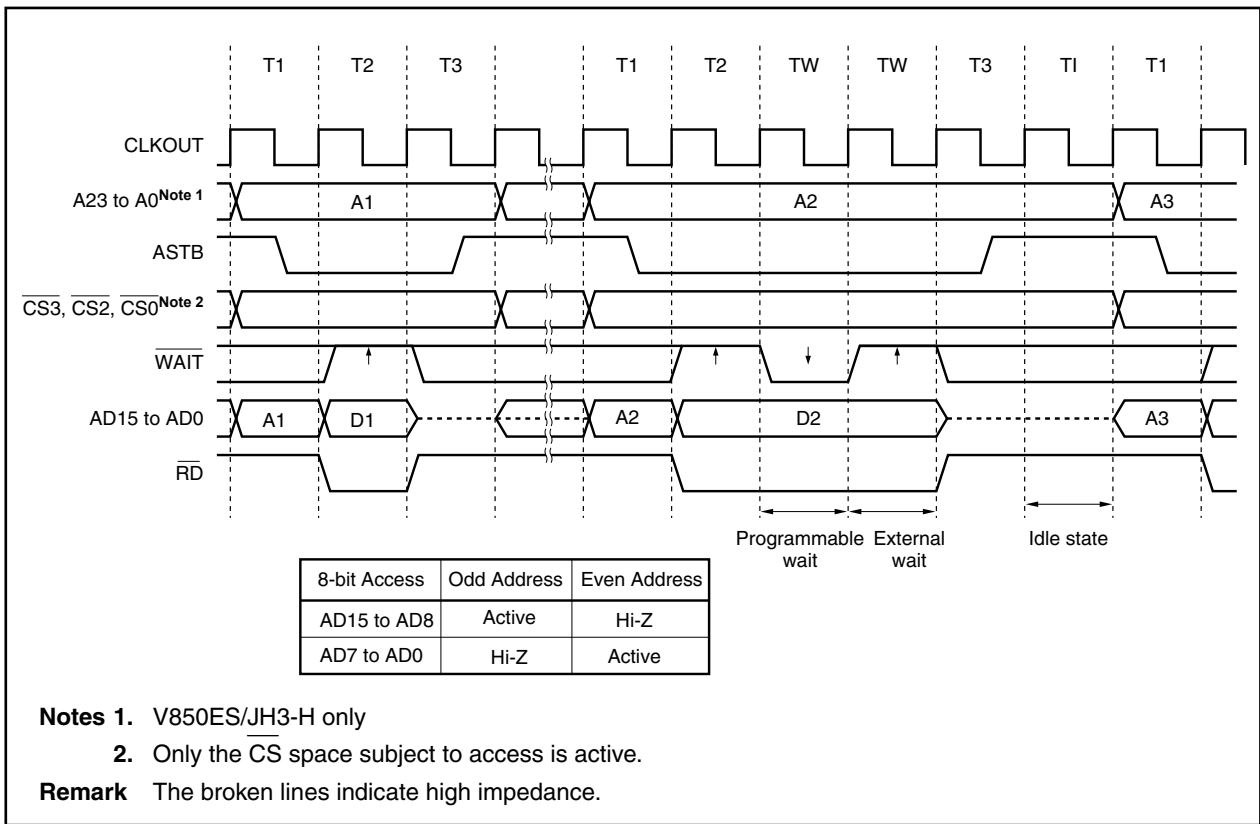 T1 T2 T3 T1 T2 TW TW T3 TI T1
CLKOUT
A23 to A0Note 1 A1 A2 A3
ASTB
CS3, CS2, CS0Note 2
WAIT
AD15 to AD0 A1 D1 A2 D2 A3
RD
Programmable wait External wait Idle state
8-bit Access Odd Address Even Address
AD15 to AD8 Active Hi-Z
AD7 to AD0 Hi-Z Active
Notes 1. V850ES/JH3-H only
2. Only the CS space subject to access is active.
Remark The broken lines indicate high impedance.